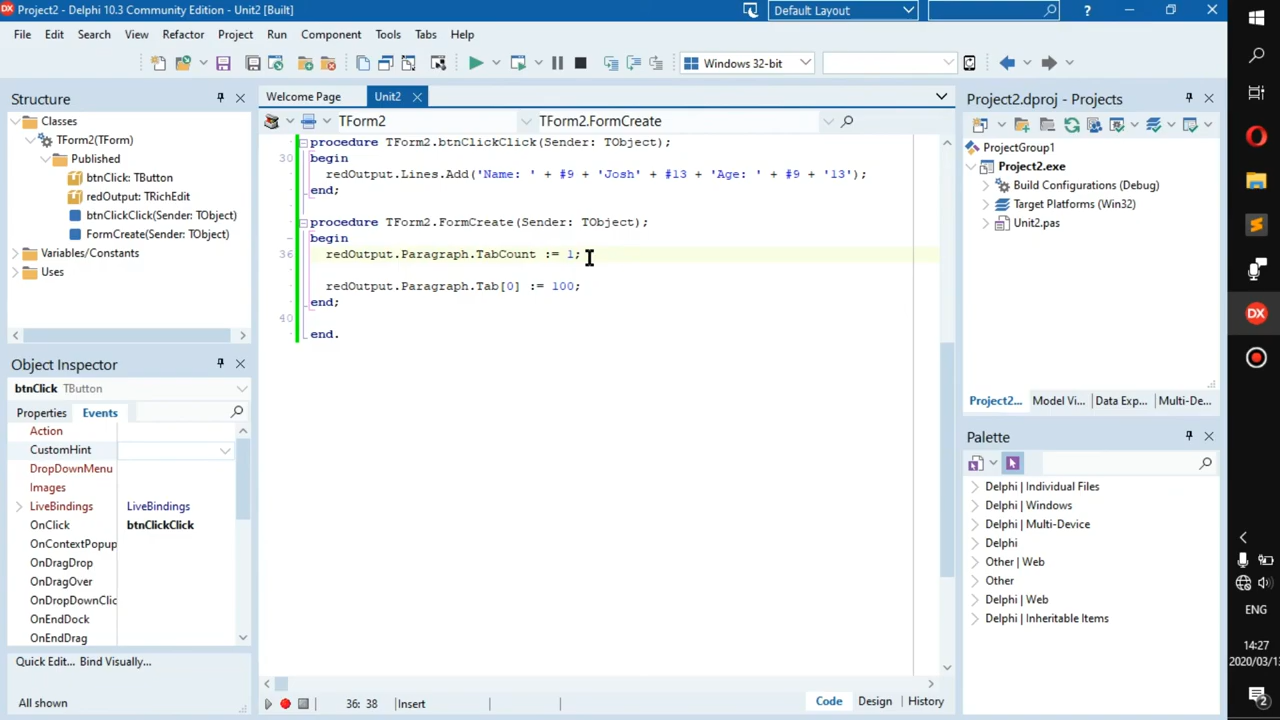 Project2 - Delphi 10.3 Community Edition - Unit2 [Built]
Default Layout
File Edit Search View Refactor Project Run Component Tools Tabs Help
Windows 32-bit
Structure
Classes
TForm2(TForm)
Published
btnClick: TButton
redOutput: TRichEdit
btnClickClick(Sender: TObject)
FormCreate(Sender: TObject)
Variables/Constants
Uses
Object Inspector
btnClick TButton
Properties Events
Action
CustomHint
DropDownMenu
Images
LiveBindings LiveBindings
OnClick btnClickClick
OnContextPopup
OnDragDrop
OnDragOver
OnDropDownClic
OnEndDock
OnEndDrag
Quick Edit... Bind Visually...
All shown
Welcome Page Unit2
TForm2 TForm2.FormCreate
procedure TForm2.btnClickClick(Sender: TObject);
30 begin
redOutput.Lines.Add('Name: ' + #9 + 'Josh' + #13 + 'Age: ' + #9 + '13');
end;
procedure TForm2.FormCreate(Sender: TObject);
begin
36 redOutput.Paragraph.TabCount := 1;
redOutput.Paragraph.Tab[0] := 100;
end;
40
end.
36: 38 Insert
Code Design History
Project2.dproj - Projects
ProjectGroup1
Project2.exe
Build Configurations (Debug)
Target Platforms (Win32)
Unit2.pas
Project2... Model Vi... Data Exp... Multi-De...
Palette
Delphi | Individual Files
Delphi | Windows
Delphi | Multi-Device
Delphi
Other | Web
Other
Delphi | Web
Delphi | Inheritable Items
DX
ENG
14:27
2020/03/13
2